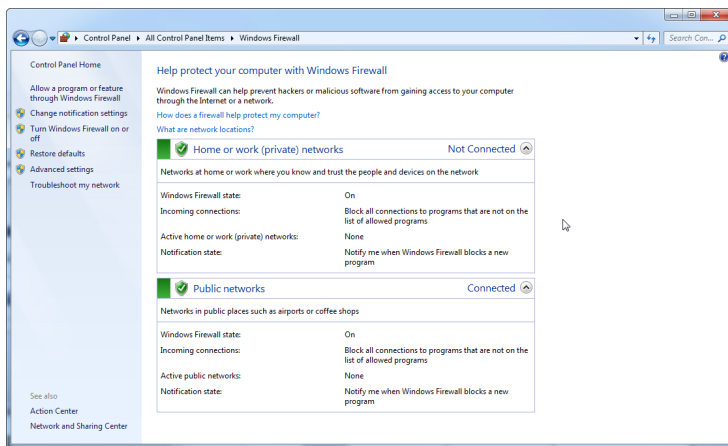 Control Panel ▸ All Control Panel Items ▸ Windows Firewall
Search Con...
Control Panel Home
Allow a program or feature
through Windows Firewall
Change notification settings
Turn Windows Firewall on or
off
Restore defaults
Advanced settings
Troubleshoot my network
See also
Action Center
Network and Sharing Center
Help protect your computer with Windows Firewall
Windows Firewall can help prevent hackers or malicious software from gaining access to your computer
through the Internet or a network.
How does a firewall help protect my computer?
What are network locations?
Home or work (private) networks Not Connected
Networks at home or work where you know and trust the people and devices on the network
Windows Firewall state: On
Incoming connections: Block all connections to programs that are not on the
list of allowed programs
Active home or work (private) networks: None
Notification state: Notify me when Windows Firewall blocks a new
program
Public networks Connected
Networks in public places such as airports or coffee shops
Windows Firewall state: On
Incoming connections: Block all connections to programs that are not on the
list of allowed programs
Active public networks: None
Notification state: Notify me when Windows Firewall blocks a new
program